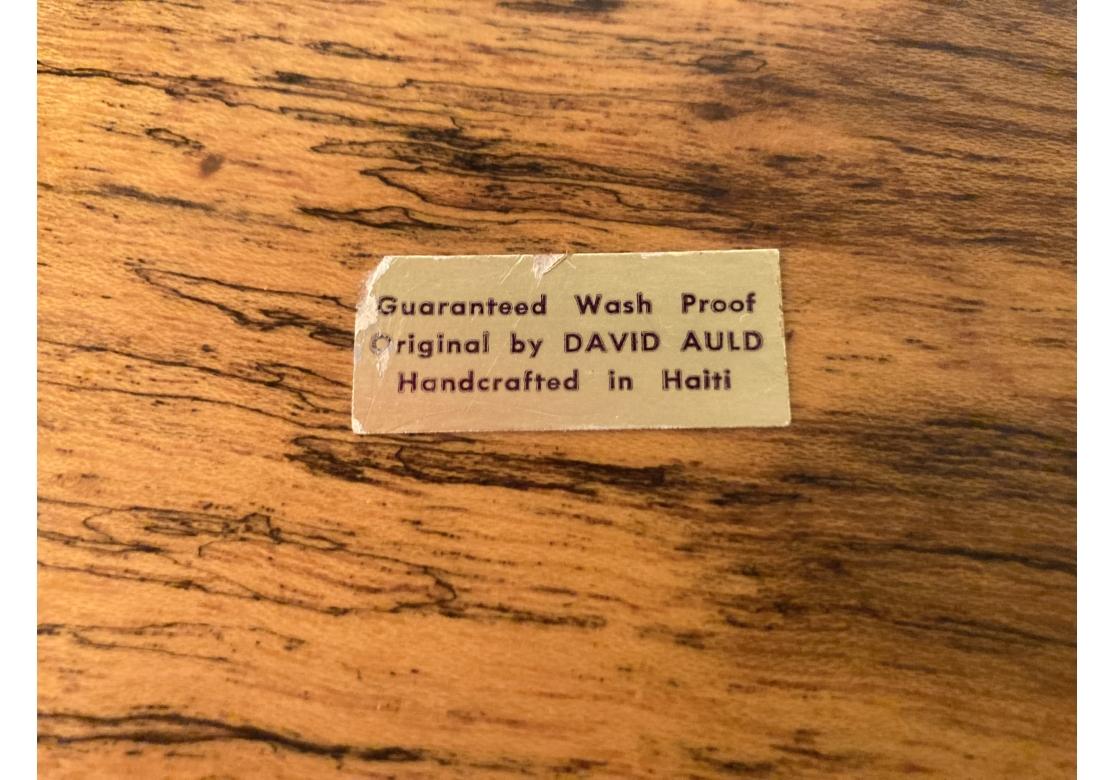 Guaranteed Wash Proof
Original by DAVID AULD
Handcrafted in Haiti